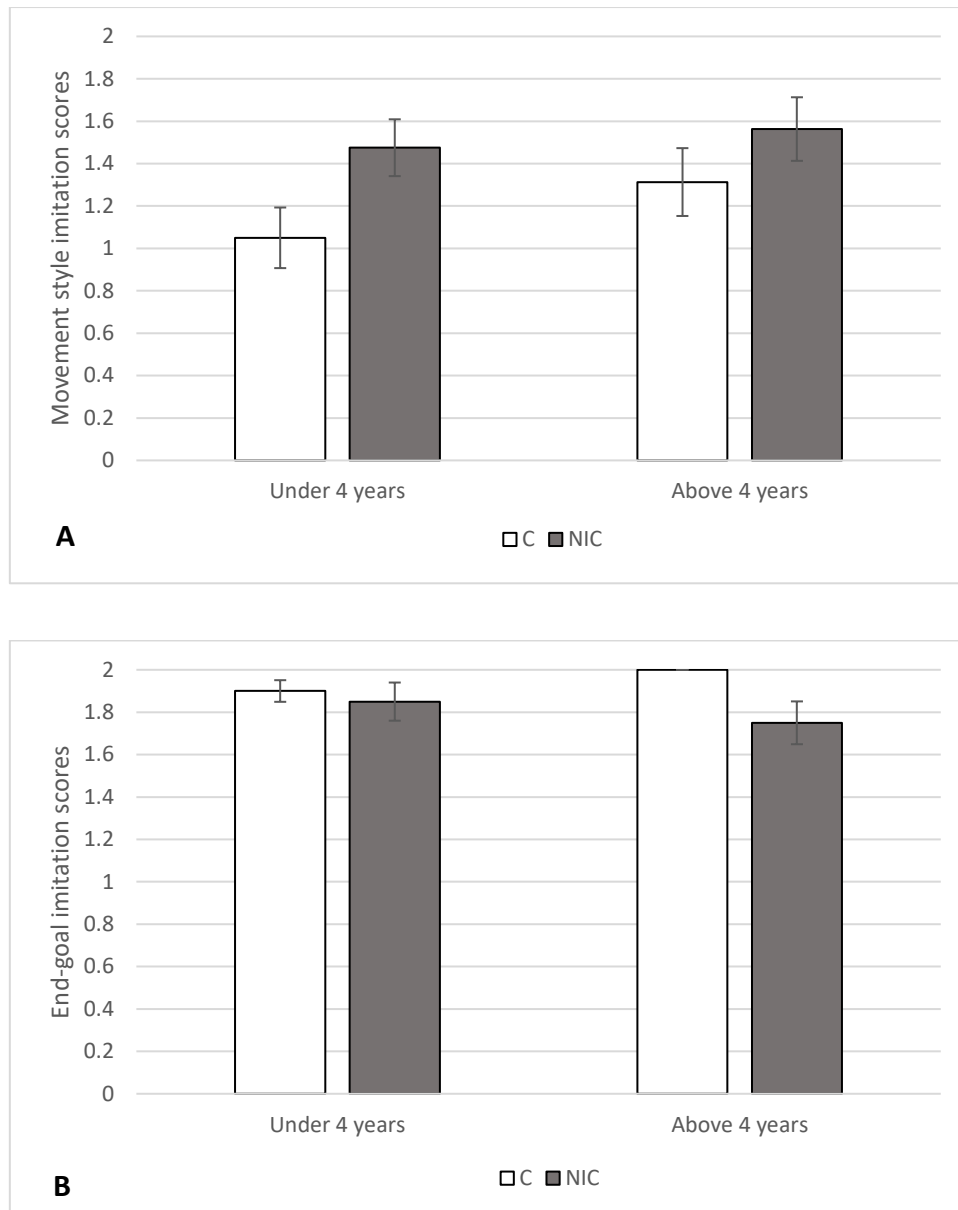 2
1.8
1.6
1.4
1.2
1
0.8
0.6
0.4
0.2
0
Movement style imitation scores
Under 4 years
Above 4 years
A
C NIC
2
1.8
1.6
1.4
1.2
1
0.8
0.6
0.4
0.2
0
End-goal imitation scores
Under 4 years
Above 4 years
B
C NIC